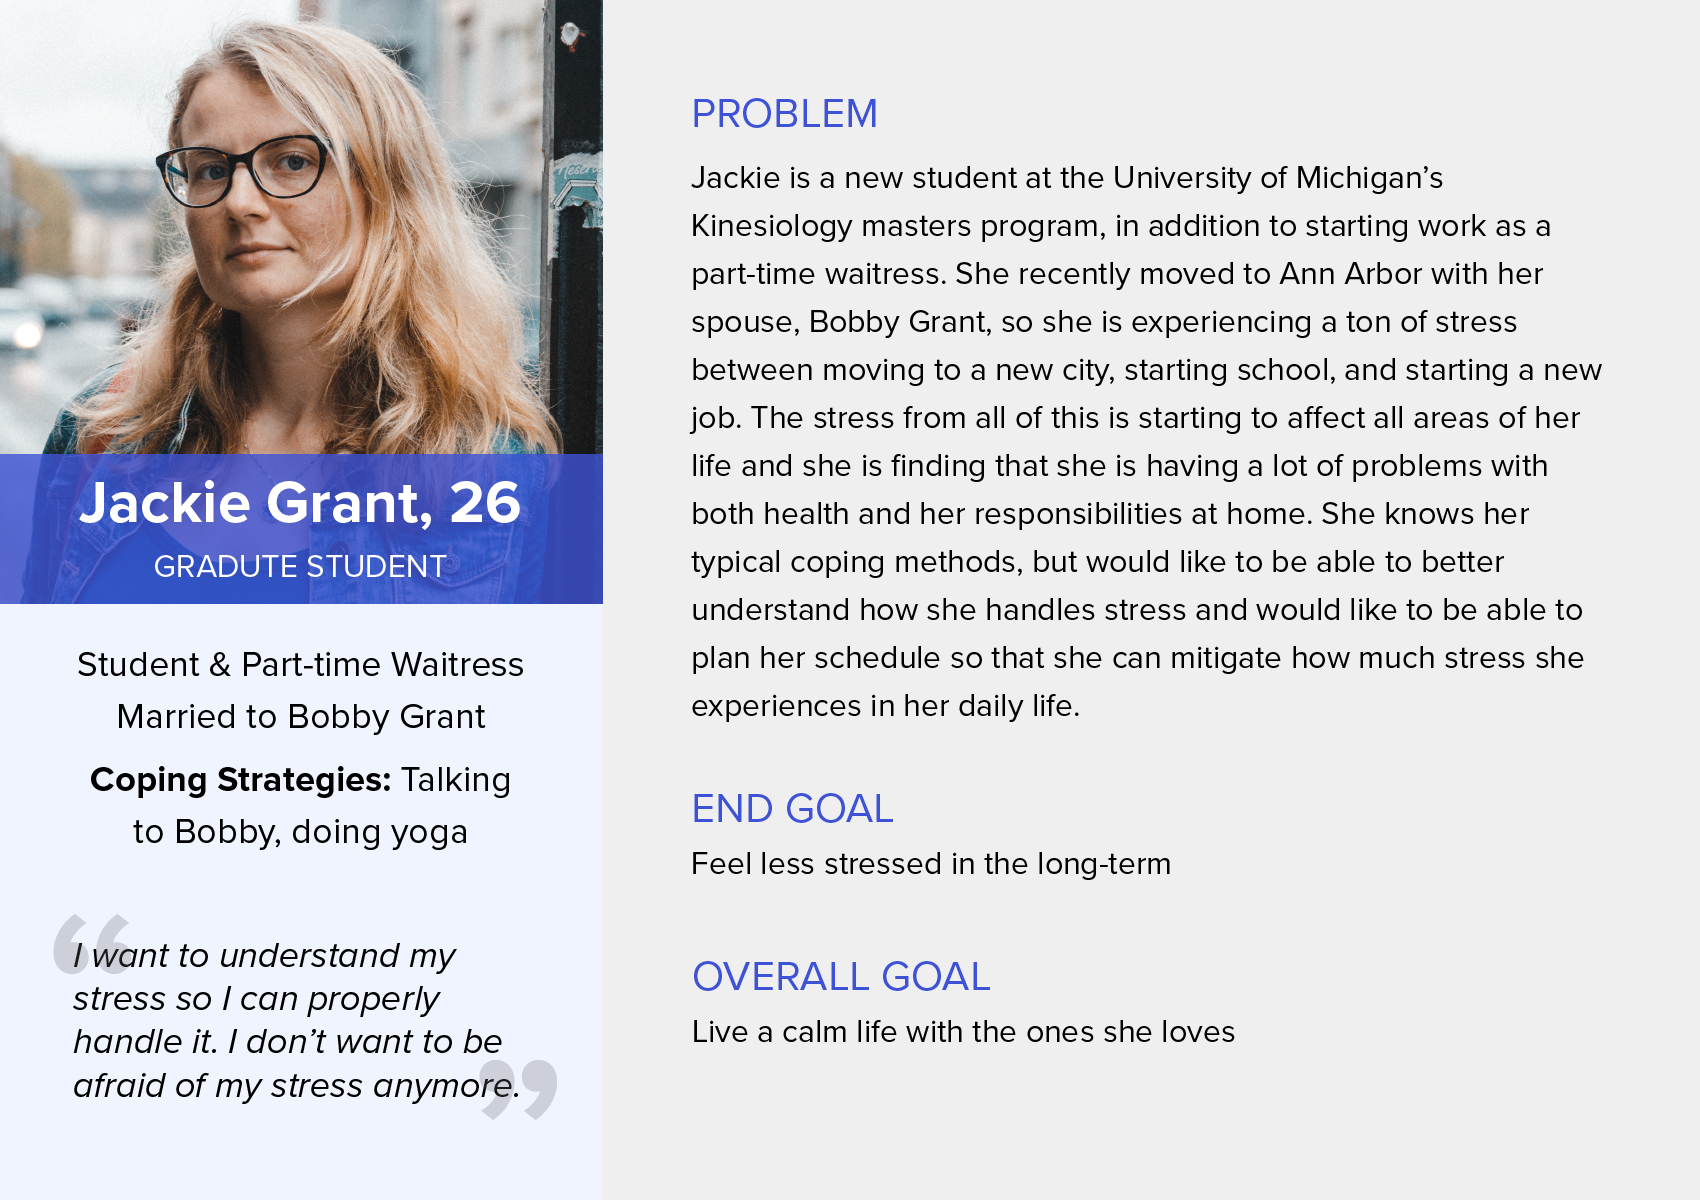 Jackie Grant, 26
GRADUTE STUDENT
Student & Part-time Waitress
Married to Bobby Grant
Coping Strategies: Talking
to Bobby, doing yoga
“I want to understand my
stress so I can properly
handle it. I don’t want to be
afraid of my stress anymore.”
PROBLEM
Jackie is a new student at the University of Michigan’s
Kinesiology masters program, in addition to starting work as a
part-time waitress. She recently moved to Ann Arbor with her
spouse, Bobby Grant, so she is experiencing a ton of stress
between moving to a new city, starting school, and starting a new
job. The stress from all of this is starting to affect all areas of her
life and she is finding that she is having a lot of problems with
both health and her responsibilities at home. She knows her
typical coping methods, but would like to be able to better
understand how she handles stress and would like to be able to
plan her schedule so that she can mitigate how much stress she
experiences in her daily life.
END GOAL
Feel less stressed in the long-term
OVERALL GOAL
Live a calm life with the ones she loves